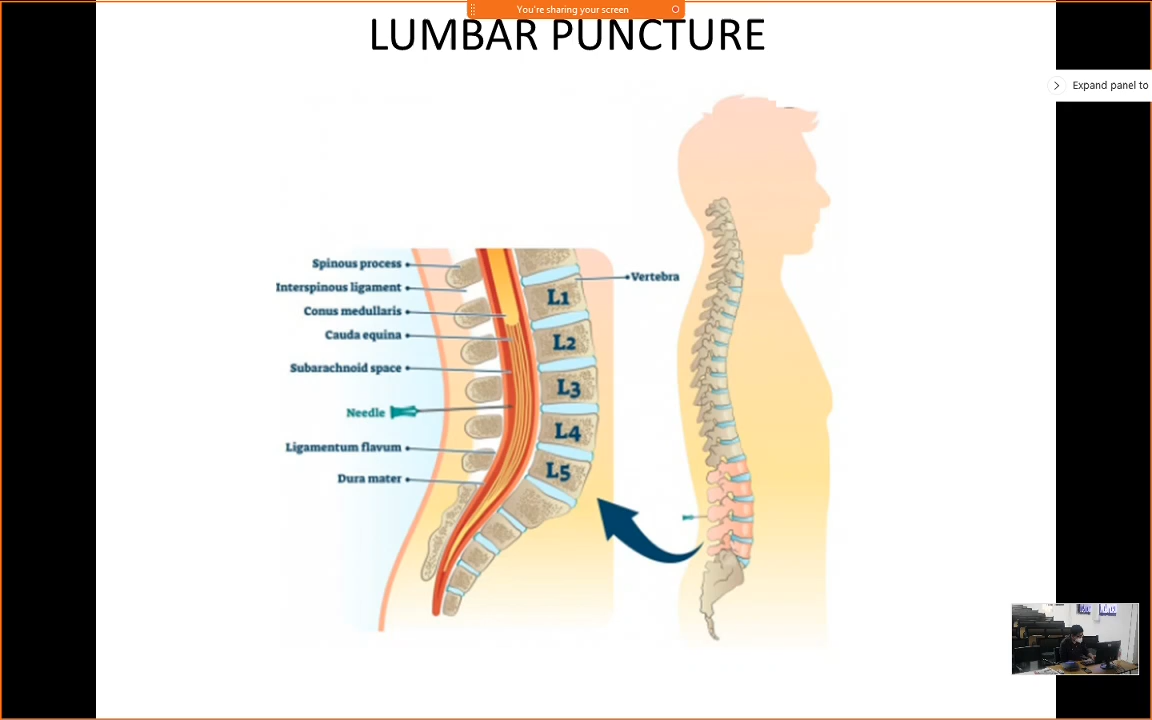 You're sharing your screen
LUMBAR PUNCTURE
Expand panel to
Spinous process
Interspinous ligament
Conus medullaris
Cauda equina
Subarachnoid space
Needle
Ligamentum flavum
Dura mater
Vertebra
L1
L2
L3
L4
L5